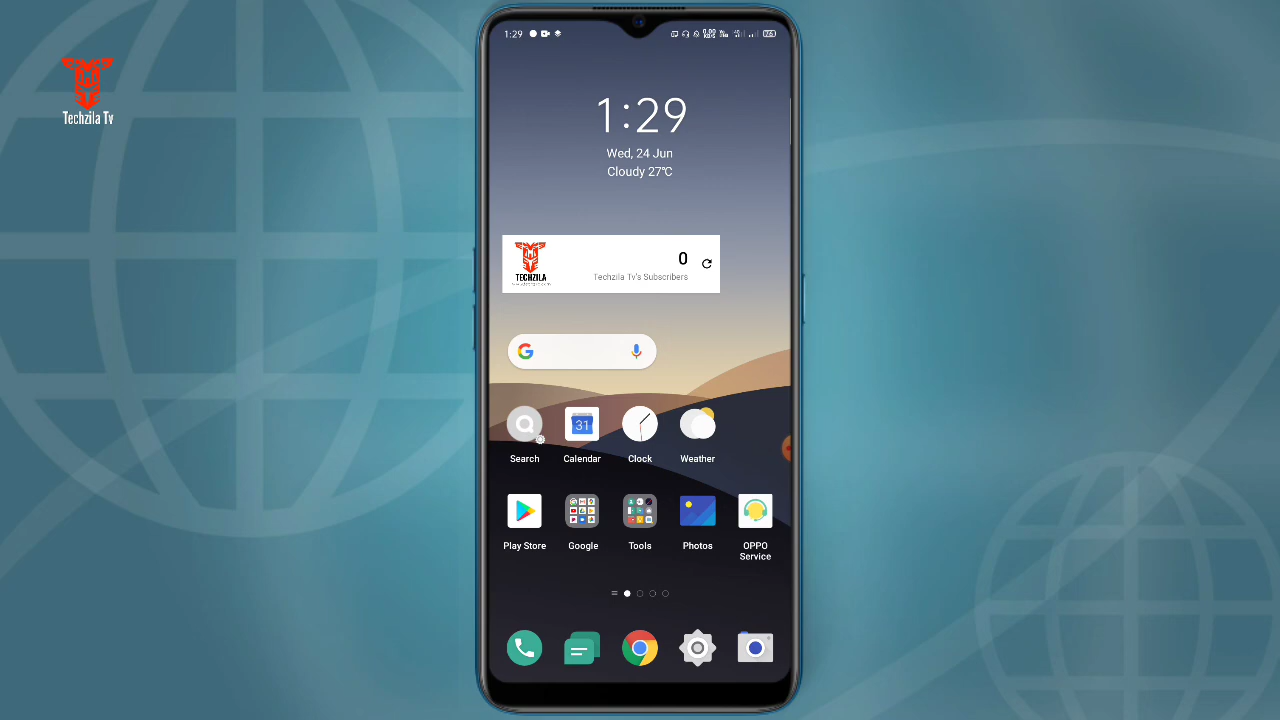 Techzila Tv
1:29
1:29
Wed, 24 Jun
Cloudy 27°C
TECHZILA
0
Techzila Tv's Subscribers
G
31
Search
Calendar
Clock
Weather
Play Store
Google
Tools
Photos
OPPO
Service